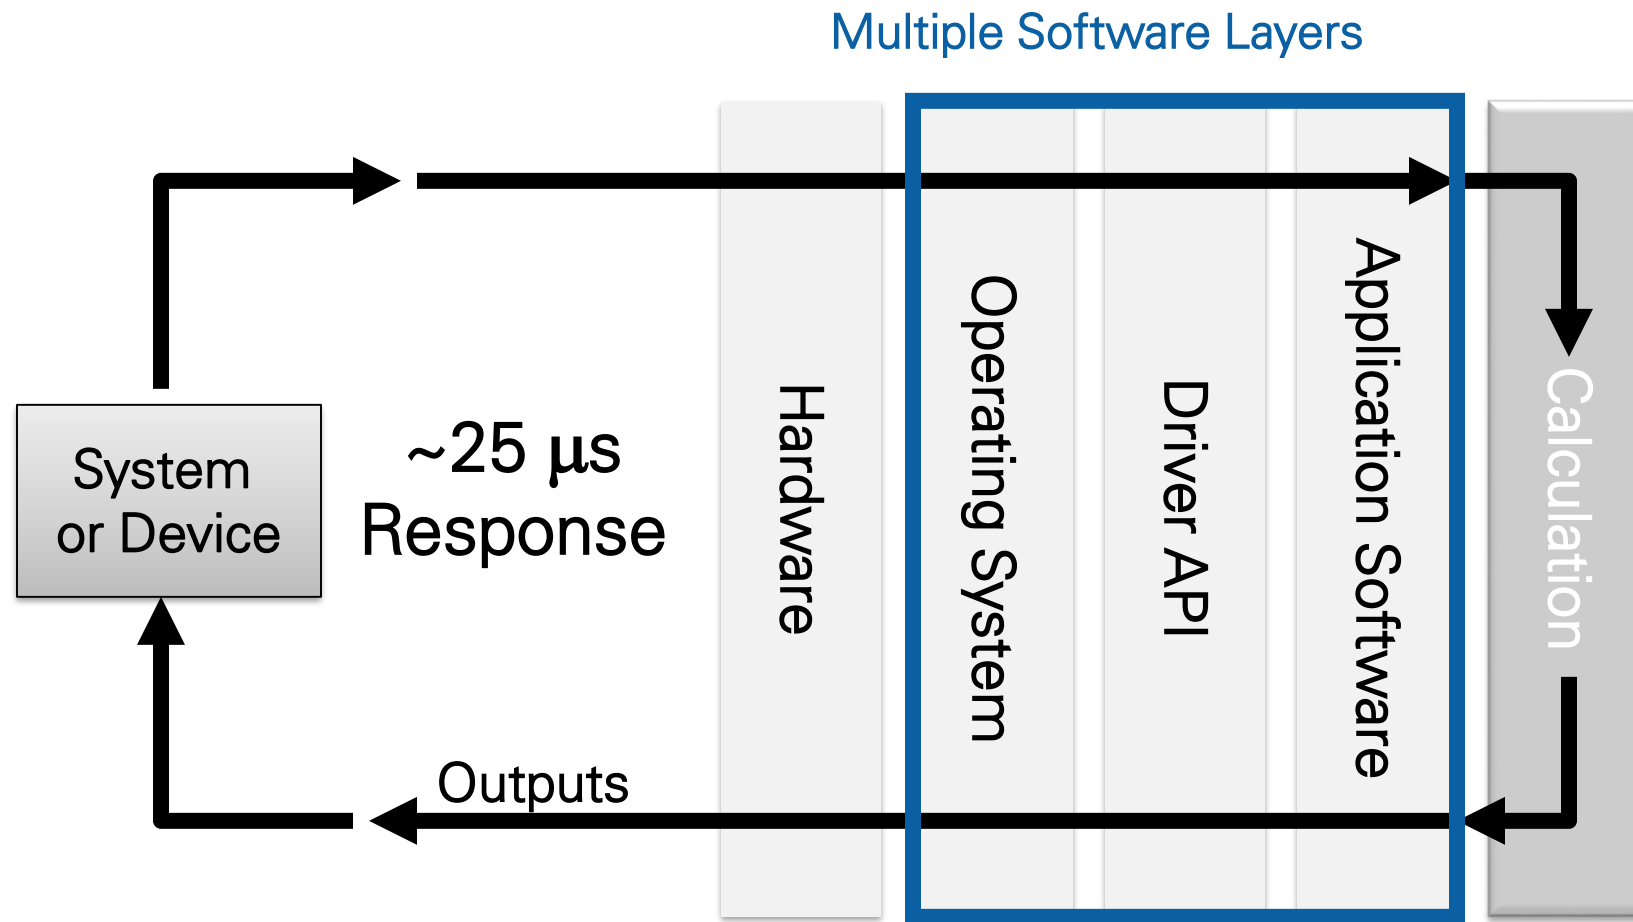 Multiple Software Layers
System
or Device
~25 µs
Response
Outputs
Hardware
Operating System
Driver API
Application Software
Calculation